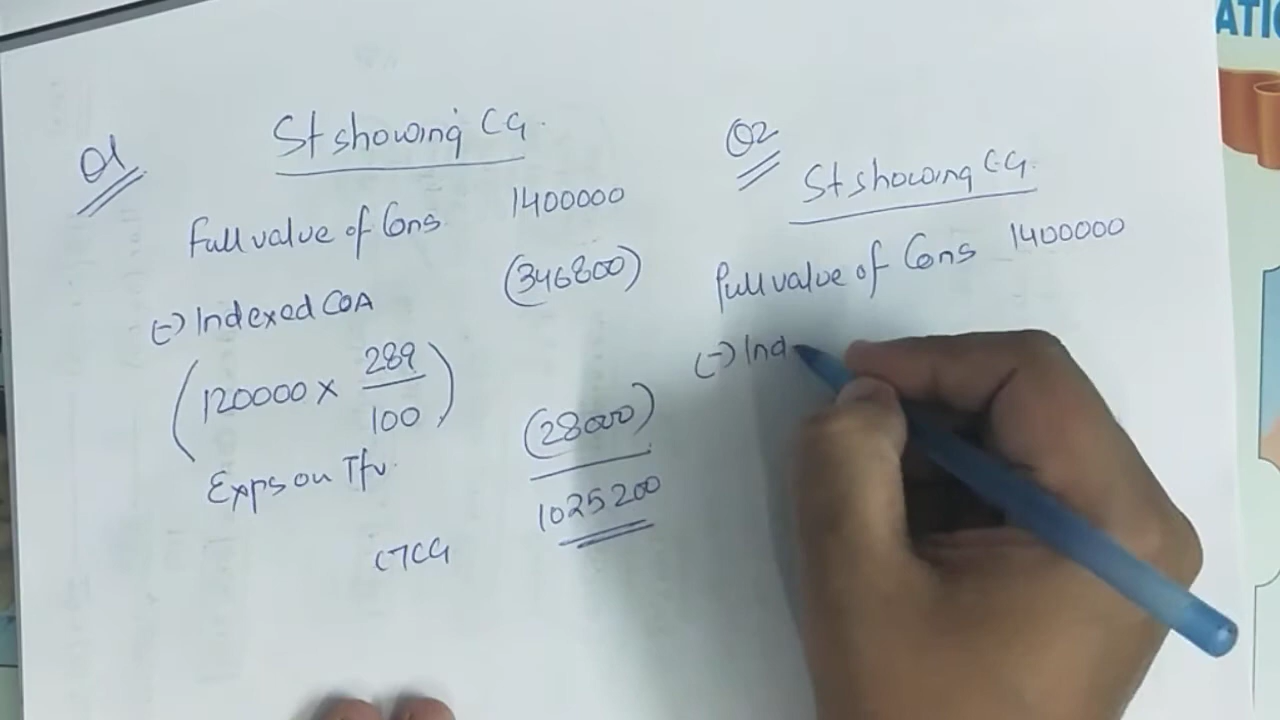 Q1
St showing CG.
Full value of Cons 1400000
(-) Indexed COA (346800)
(120000 × 289/100)
Exps on Tfr. (28000)
LTCG 1025200
Q2
St showing CG.
Full value of Cons 1400000
(-) Ind
ATIO